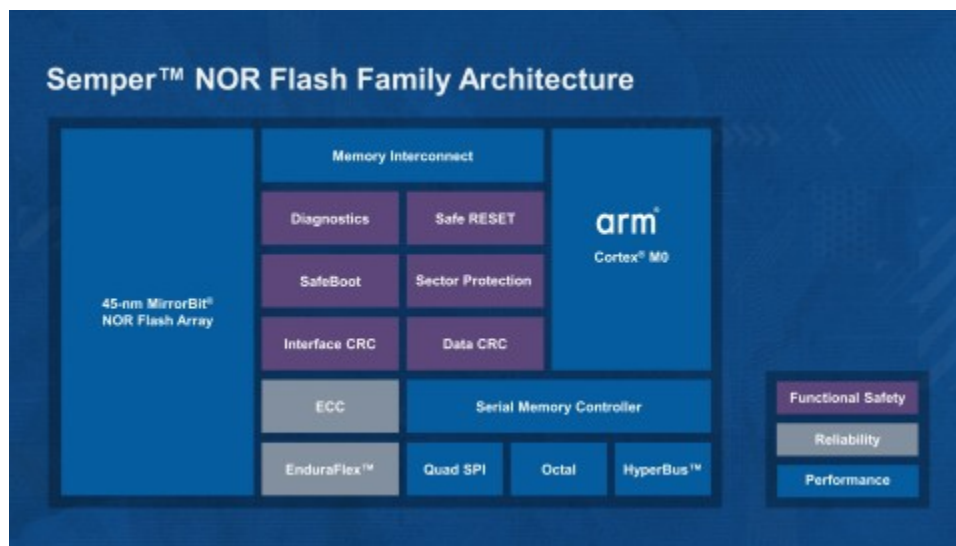 Semper™ NOR Flash Family Architecture
Memory Interconnect
Diagnostics
Safe RESET
arm®
Cortex® M0
SafeBoot
Sector Protection
45-nm MirrorBit®
NOR Flash Array
Interface CRC
Data CRC
ECC
Serial Memory Controller
EnduraFlex™
Quad SPI
Octal
HyperBus™
Functional Safety
Reliability
Performance